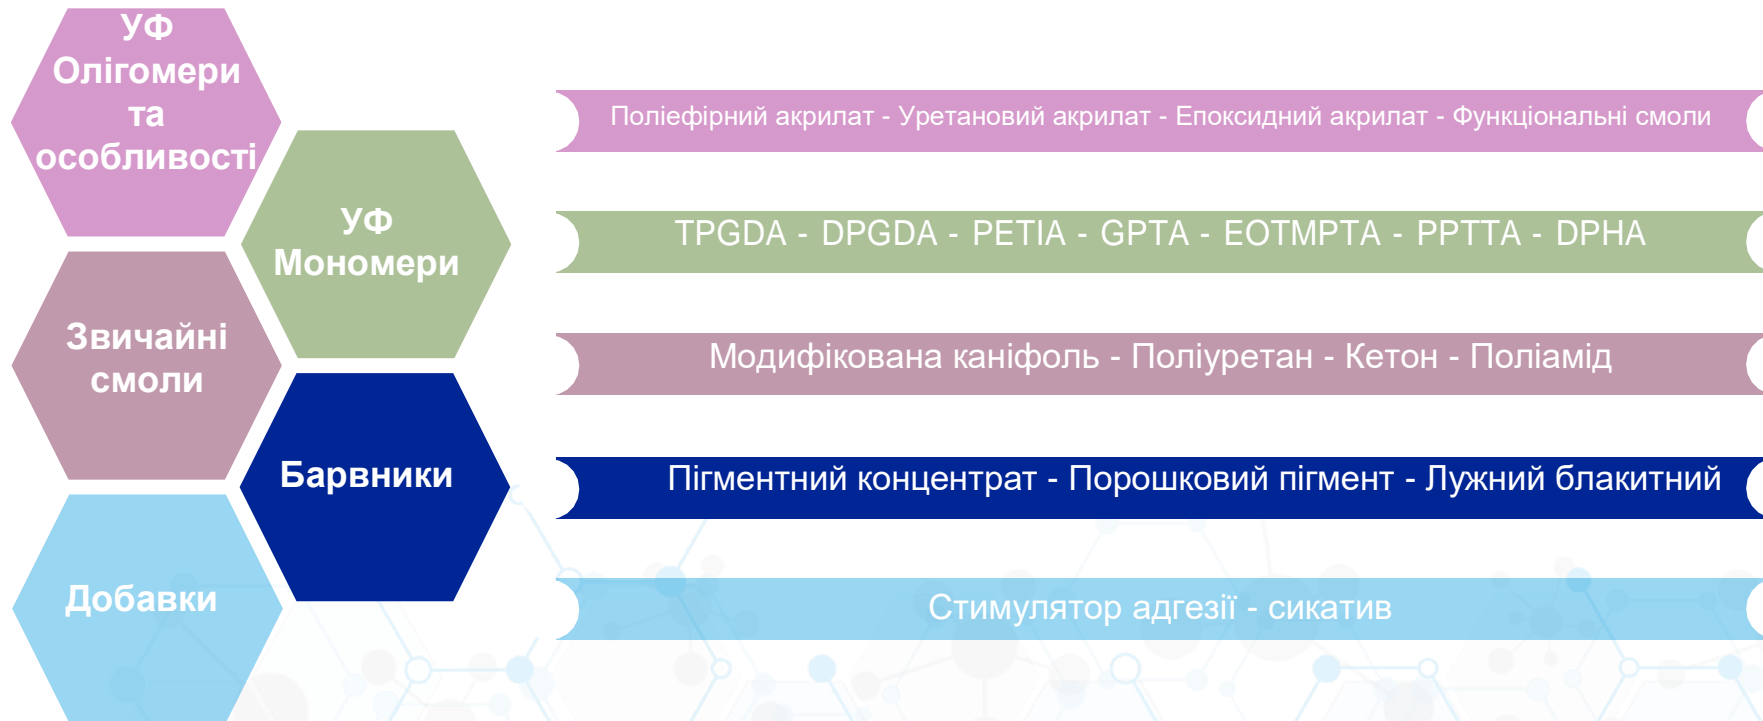 УФ
Олігомери
та
особливості
Поліефірний акрилат - Уретановий акрилат - Епоксидний акрилат - Функціональні смоли
УФ
Мономери
TPGDA - DPGDA - PETIA - GPTA - EOTMPTA - PPTTA - DPHA
Звичайні
смоли
Модифікована каніфоль - Поліуретан - Кетон - Поліамід
Барвники
Пігментний концентрат - Порошковий пігмент - Лужний блакитний
Добавки
Стимулятор адгезії - сикатив